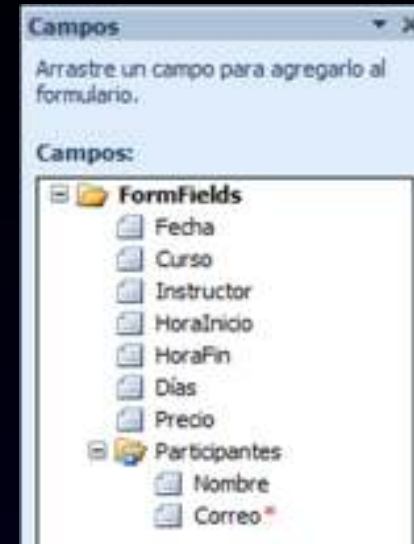 Campos
Arrastre un campo para agregarlo al
formulario.
Campos:
FormFields
Fecha
Curso
Instructor
HoraInicio
HoraFin
Días
Precio
Participantes
Nombre
Correo*